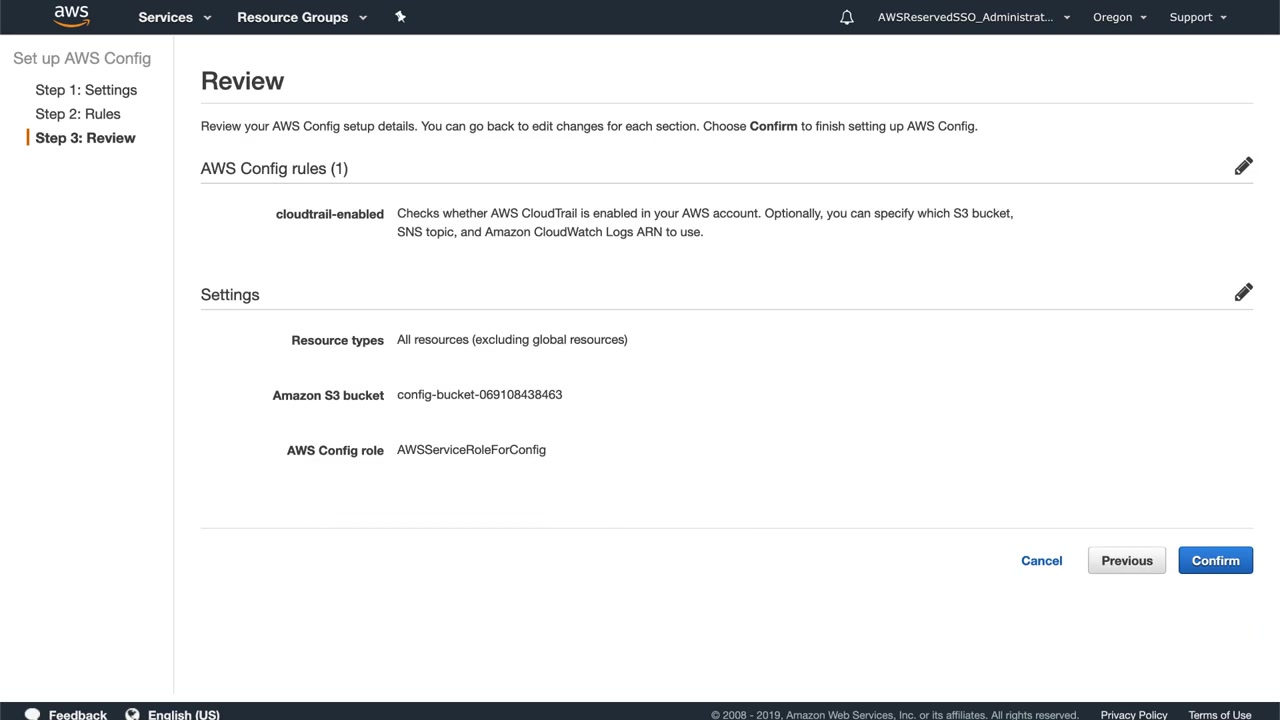 aws
Services
Resource Groups
AWSReservedSSO_Administrat...
Oregon
Support
Set up AWS Config
Step 1: Settings
Step 2: Rules
Step 3: Review
Review
Review your AWS Config setup details. You can go back to edit changes for each section. Choose Confirm to finish setting up AWS Config.
AWS Config rules (1)
cloudtrail-enabled
Checks whether AWS CloudTrail is enabled in your AWS account. Optionally, you can specify which S3 bucket,
SNS topic, and Amazon CloudWatch Logs ARN to use.
Settings
Resource types
All resources (excluding global resources)
Amazon S3 bucket
config-bucket-069108438463
AWS Config role
AWSServiceRoleForConfig
Cancel
Previous
Confirm
Feedback
English (US)
© 2008 - 2019, Amazon Web Services, Inc. or its affiliates. All rights reserved.
Privacy Policy
Terms of Use